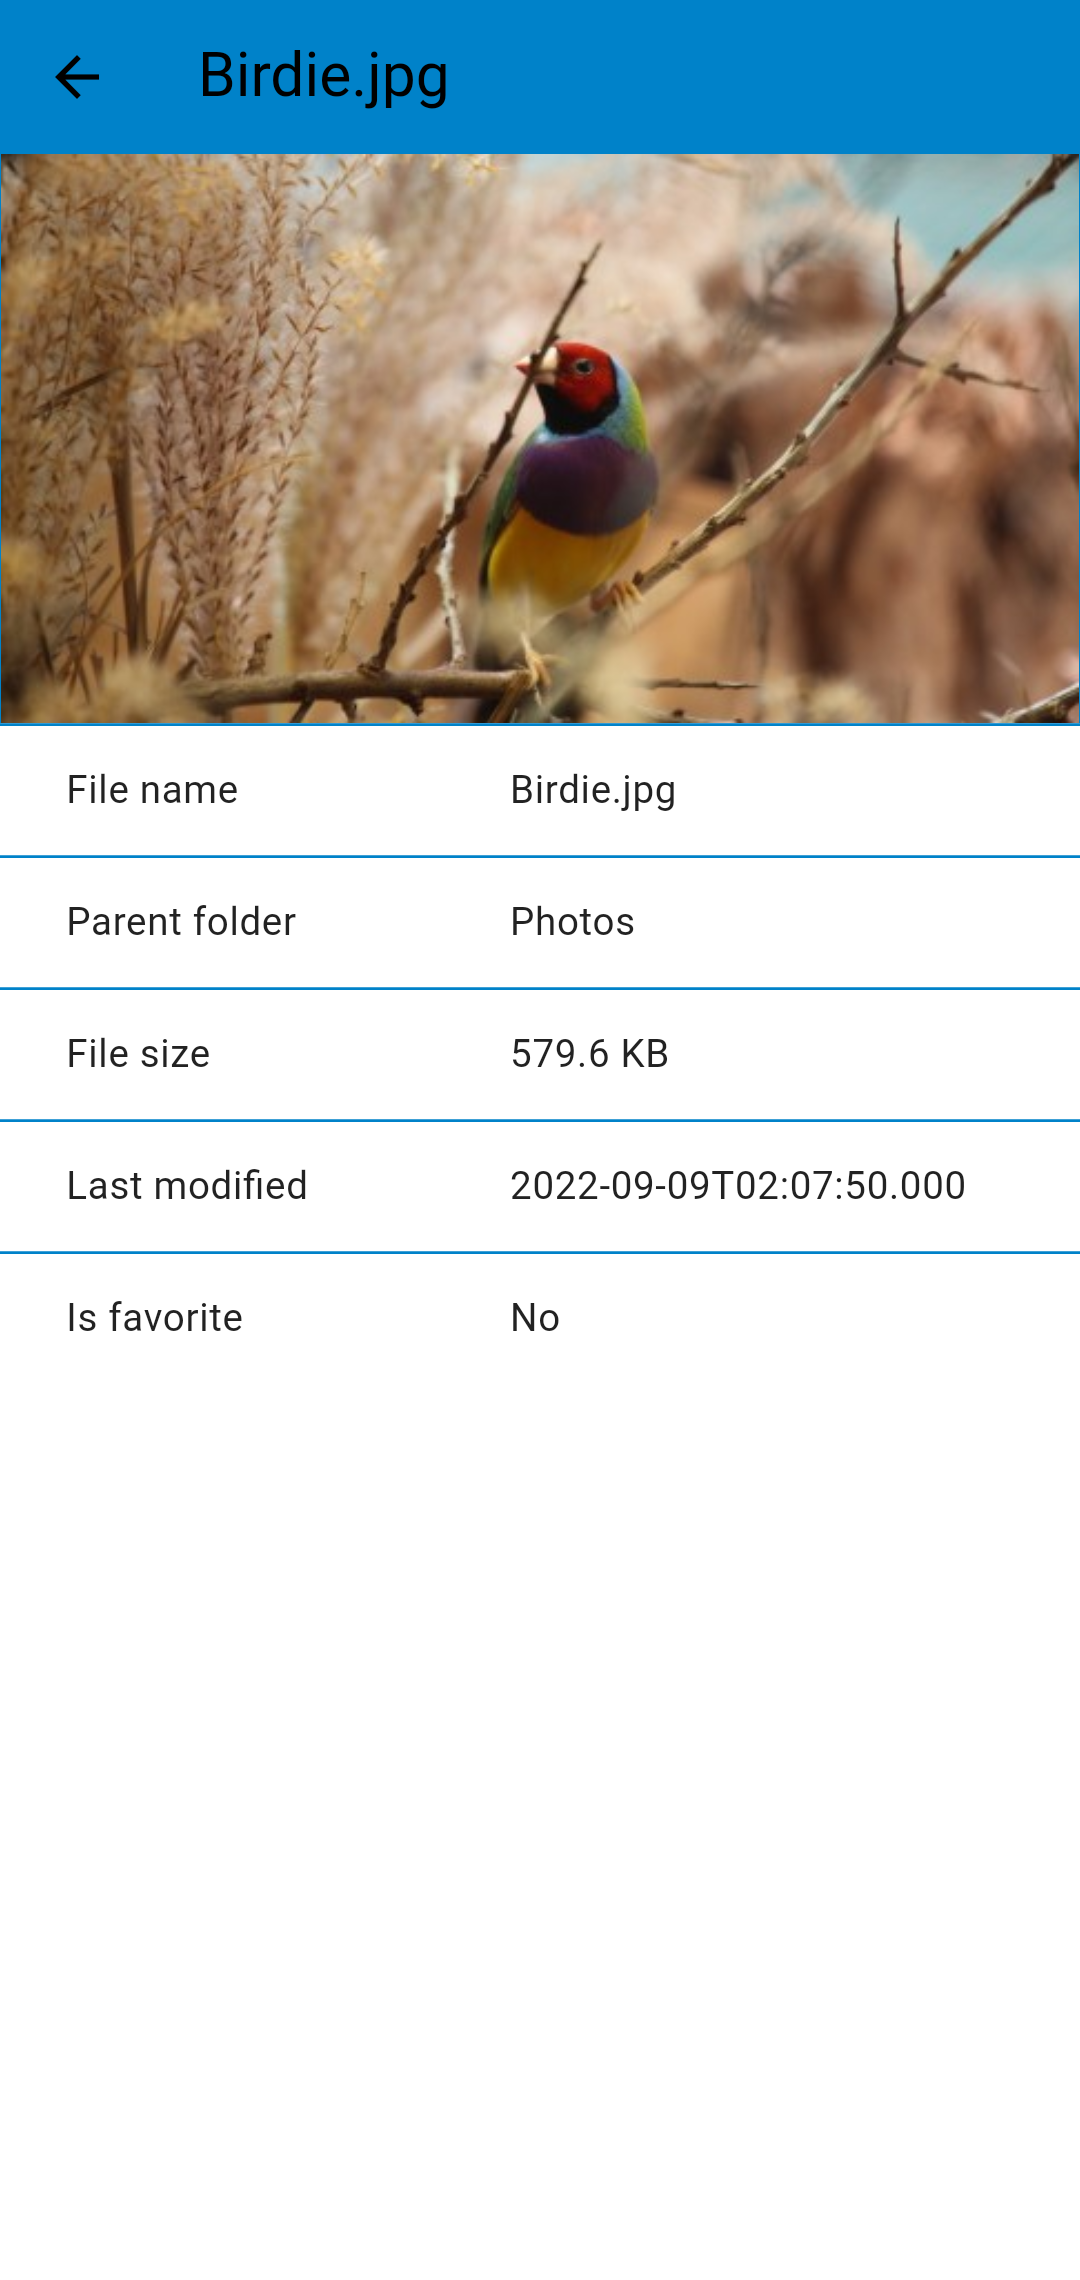 Birdie.jpg
File name Birdie.jpg
Parent folder Photos
File size 579.6 KB
Last modified 2022-09-09T02:07:50.000
Is favorite No